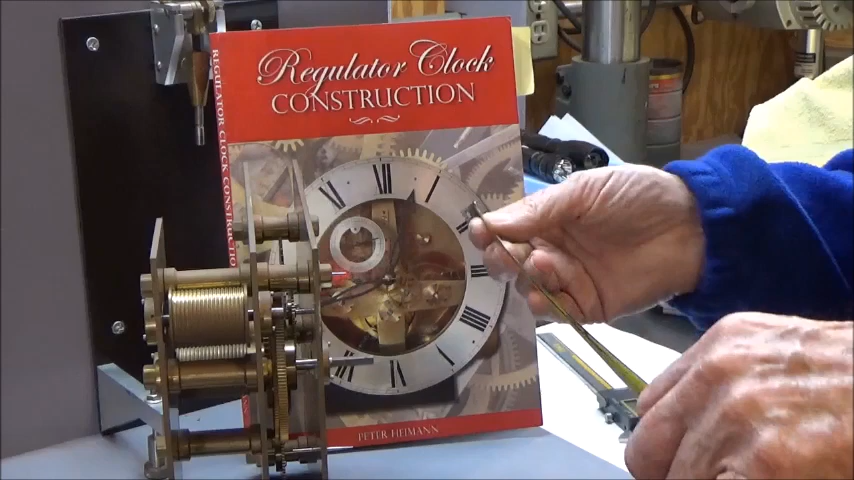 Regulator Clock
CONSTRUCTION
REGULATOR CLOCK CONSTRUCTION
PETER HEIMANN